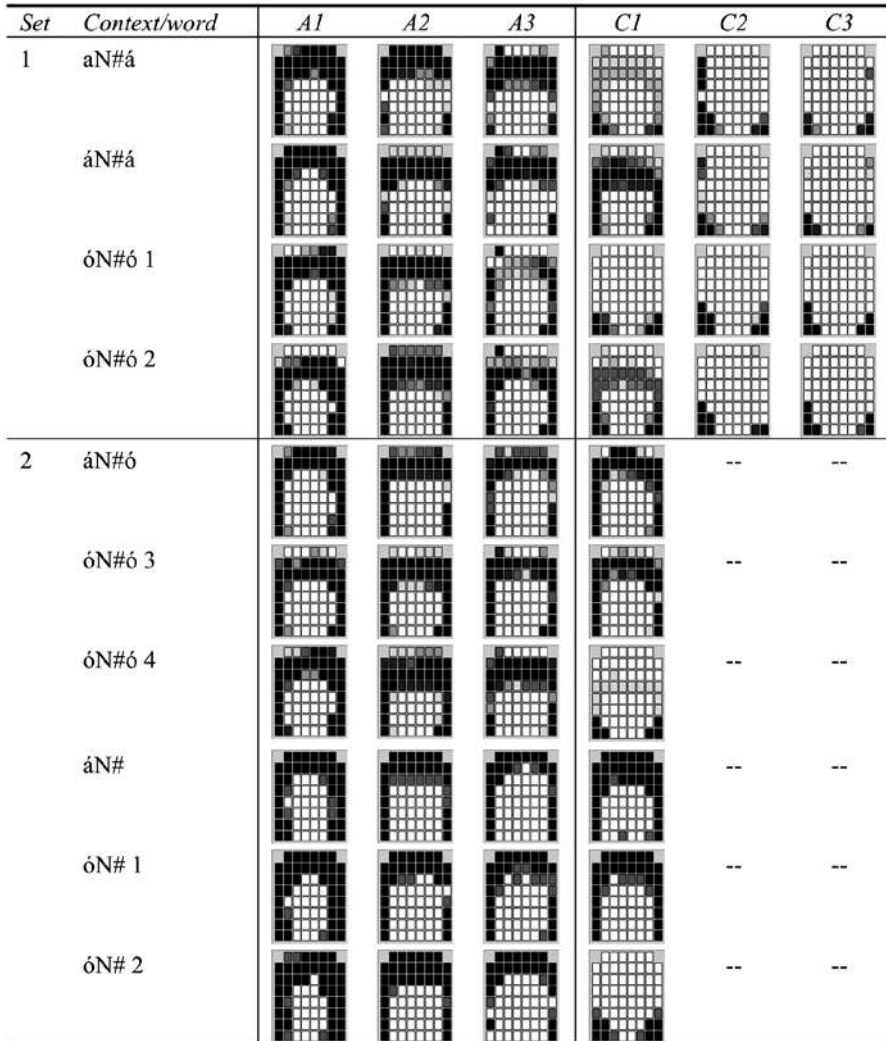 Set Context/word A1 A2 A3 C1 C2 C3
1 aN#á
áN#á
óN#ó 1
óN#ó 2
2 áN#ó -- --
óN#ó 3 -- --
óN#ó 4 -- --
áN# -- --
óN# 1 -- --
óN# 2 -- --